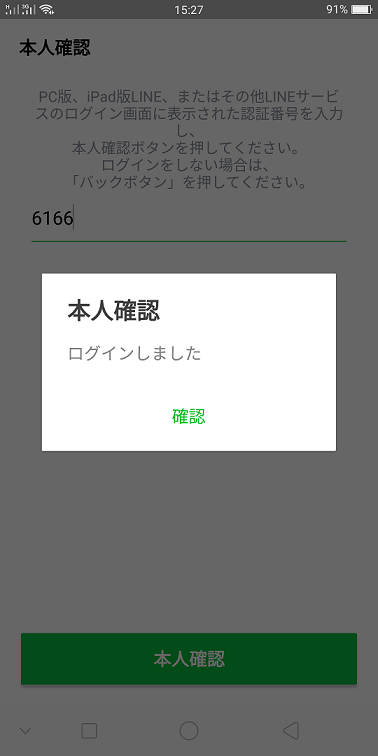 15:27
91%
本人確認
PC版、iPad版LINE、またはその他LINEサービ
スのログイン画面に表示された認証番号を入力
し、
本人確認ボタンを押してください。
ログインをしない場合は、
「バックボタン」を押してください。
6166
本人確認
ログインしました
確認
本人確認